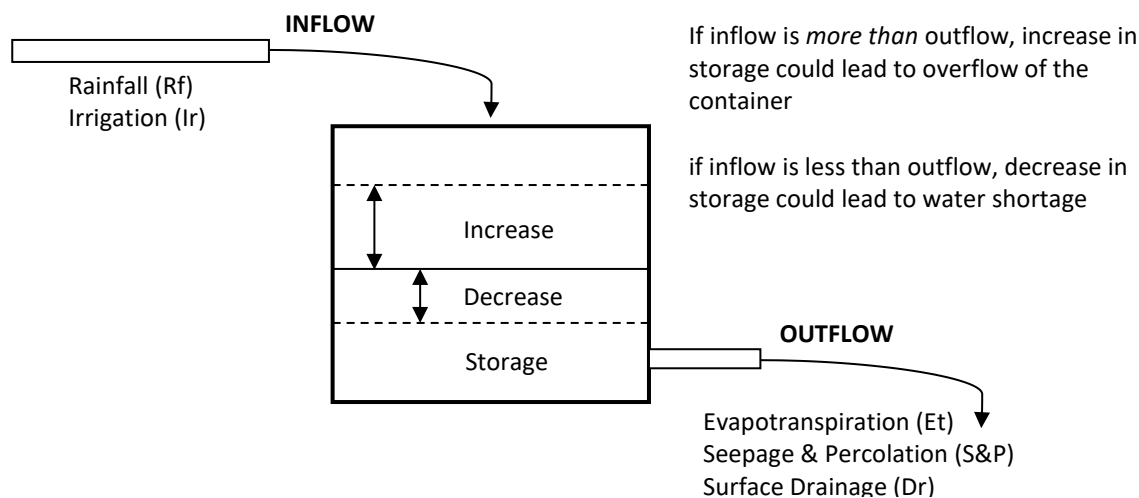 INFLOW
Rainfall (Rf)
Irrigation (Ir)
If inflow is more than outflow, increase in
storage could lead to overflow of the
container
if inflow is less than outflow, decrease in
storage could lead to water shortage
Increase
Decrease
Storage
OUTFLOW
Evapotranspiration (Et)
Seepage & Percolation (S&P)
Surface Drainage (Dr)